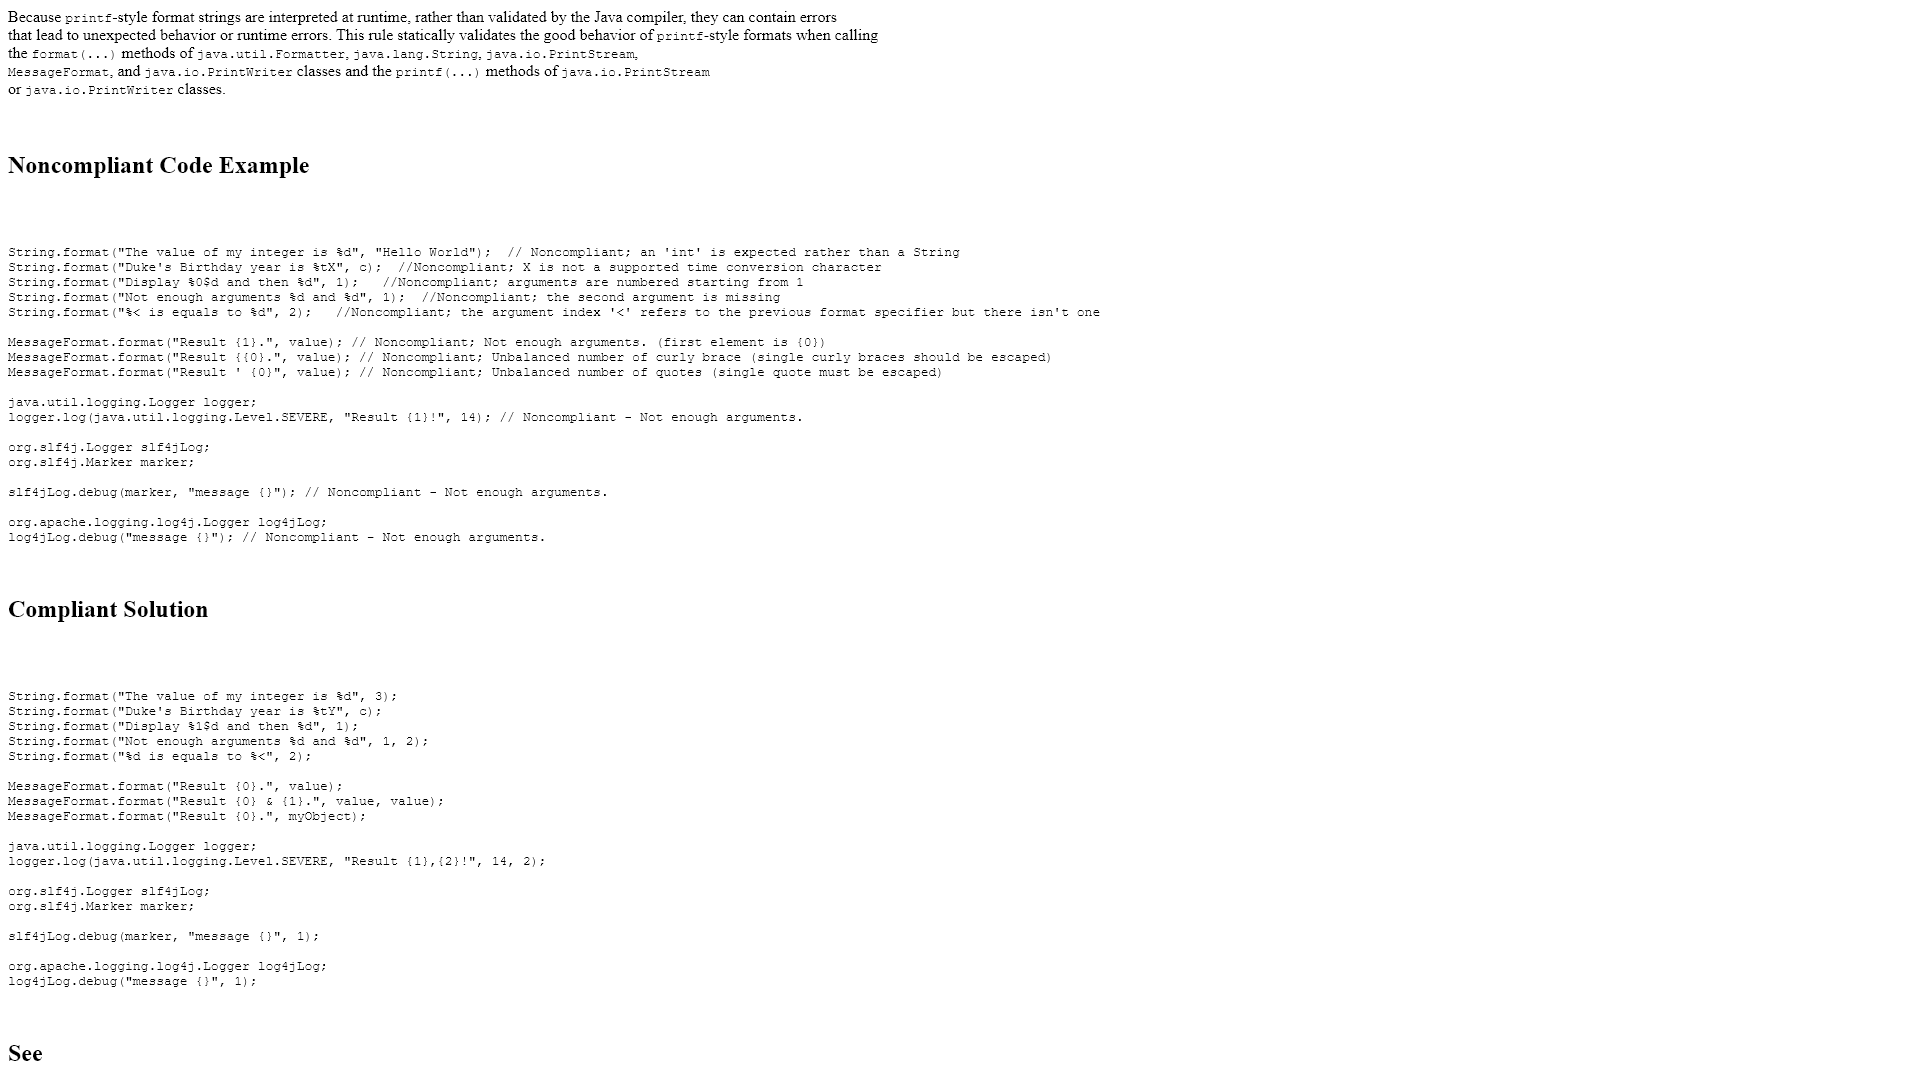 Because printf-style format strings are interpreted at runtime, rather than validated by the Java compiler, they can contain errors
that lead to unexpected behavior or runtime errors. This rule statically validates the good behavior of printf-style formats when calling
the format(...) methods of java.util.Formatter, java.lang.String, java.io.PrintStream,
MessageFormat, and java.io.PrintWriter classes and the printf(...) methods of java.io.PrintStream
or java.io.PrintWriter classes.
Noncompliant Code Example
String.format("The value of my integer is %d", "Hello World");  // Noncompliant; an 'int' is expected rather than a String
String.format("Duke's Birthday year is %tX", c);  //Noncompliant; X is not a supported time conversion character
String.format("Display %0$d and then %d", 1);   //Noncompliant; arguments are numbered starting from 1
String.format("Not enough arguments %d and %d", 1);  //Noncompliant; the second argument is missing
String.format("%< is equals to %d", 2);   //Noncompliant; the argument index '<' refers to the previous format specifier but there isn't one
MessageFormat.format("Result {1}.", value); // Noncompliant; Not enough arguments. (first element is {0})
MessageFormat.format("Result {{0}.", value); // Noncompliant; Unbalanced number of curly brace (single curly braces should be escaped)
MessageFormat.format("Result ' {0}", value); // Noncompliant; Unbalanced number of quotes (single quote must be escaped)
java.util.logging.Logger logger;
logger.log(java.util.logging.Level.SEVERE, "Result {1}!", 14); // Noncompliant - Not enough arguments.
org.slf4j.Logger slf4jLog;
org.slf4j.Marker marker;
slf4jLog.debug(marker, "message {}"); // Noncompliant - Not enough arguments.
org.apache.logging.log4j.Logger log4jLog;
log4jLog.debug("message {}"); // Noncompliant - Not enough arguments.
Compliant Solution
String.format("The value of my integer is %d", 3);
String.format("Duke's Birthday year is %tY", c);
String.format("Display %1$d and then %d", 1);
String.format("Not enough arguments %d and %d", 1, 2);
String.format("%d is equals to %<", 2);
MessageFormat.format("Result {0}.", value);
MessageFormat.format("Result {0} & {1}.", value, value);
MessageFormat.format("Result {0}.", myObject);
java.util.logging.Logger logger;
logger.log(java.util.logging.Level.SEVERE, "Result {1},{2}!", 14, 2);
org.slf4j.Logger slf4jLog;
org.slf4j.Marker marker;
slf4jLog.debug(marker, "message {}", 1);
org.apache.logging.log4j.Logger log4jLog;
log4jLog.debug("message {}", 1);
See